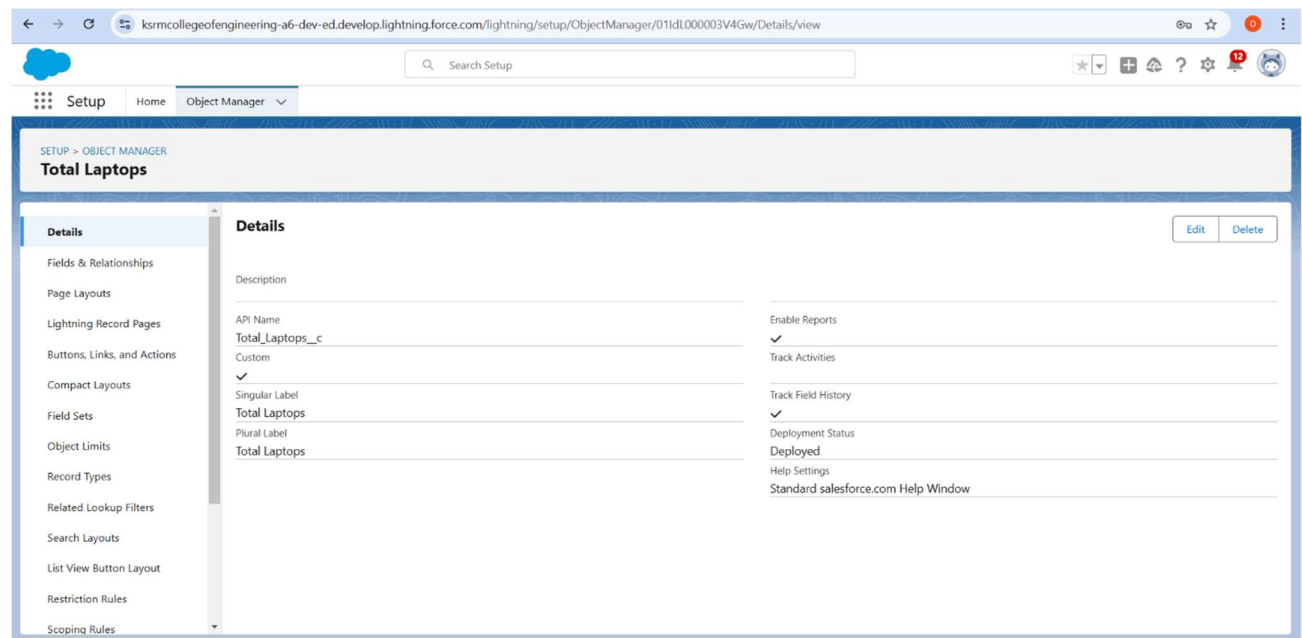 ksrmcollegeofengineering-a6-dev-ed.develop.lightning.force.com/lightning/setup/ObjectManager/01IdL000003V4Gw/Details/view
O
Search Setup
12
Setup Home Object Manager
SETUP > OBJECT MANAGER
Total Laptops
Details
Fields & Relationships
Page Layouts
Lightning Record Pages
Buttons, Links, and Actions
Compact Layouts
Field Sets
Object Limits
Record Types
Related Lookup Filters
Search Layouts
List View Button Layout
Restriction Rules
Scoping Rules
Details
Edit Delete
Description
API Name
Total_Laptops__c
Custom
Singular Label
Total Laptops
Plural Label
Total Laptops
Enable Reports
Track Activities
Track Field History
Deployment Status
Deployed
Help Settings
Standard salesforce.com Help Window